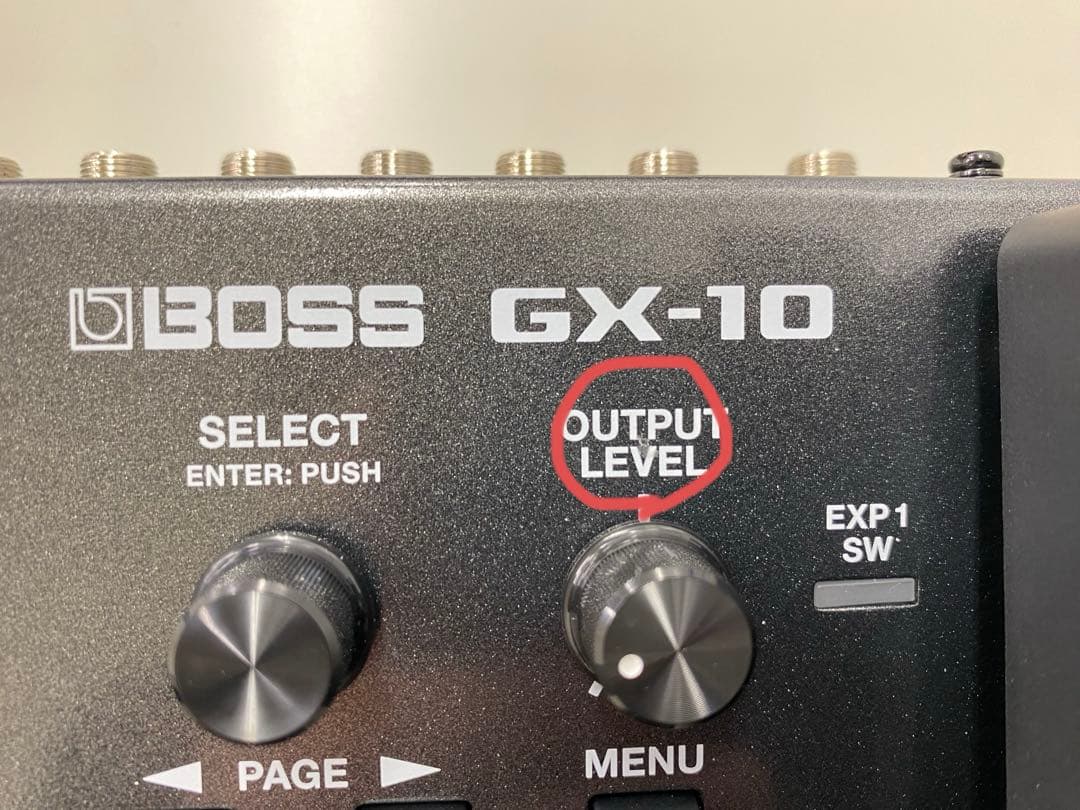 BOSS GX-10
SELECT
ENTER: PUSH
OUTPUT
LEVEL
EXP 1
SW
PAGE
MENU